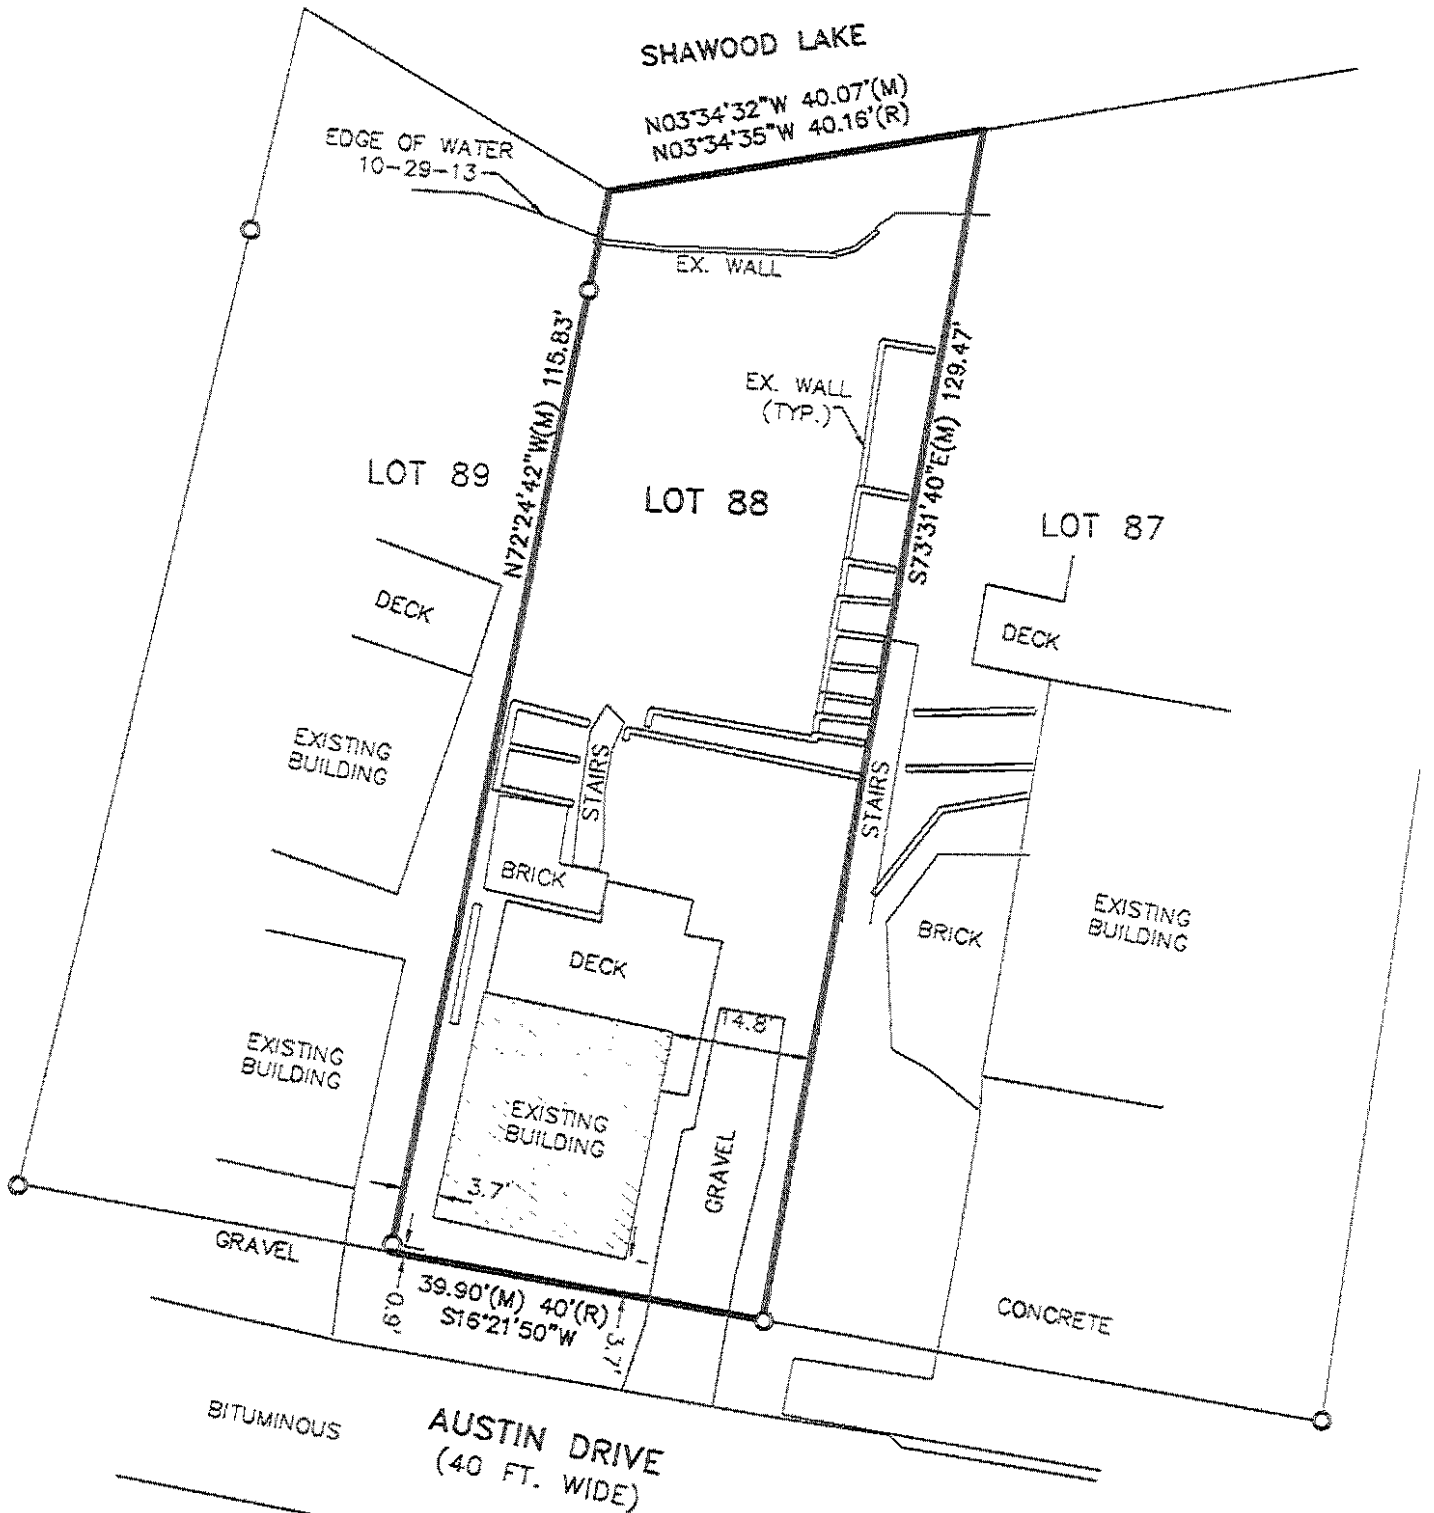 SHAWOOD LAKE
N03°34'32"W 40.07'(M)
N03°34'35"W 40.16'(R)
EDGE OF WATER
10-29-13
EX. WALL
N72°24'42"W(M) 115.83'
S73°31'40"E(M) 129.47'
EX. WALL
(TYP.)
LOT 89
LOT 88
LOT 87
DECK
DECK
EXISTING
BUILDING
STAIRS
STAIRS
BRICK
EXISTING
BUILDING
BRICK
DECK
14.8'
EXISTING
BUILDING
EXISTING
BUILDING
GRAVEL
3.7'
GRAVEL
0.9'
39.90'(M) 40'(R)
S16°21'50"W
3.7'
CONCRETE
BITUMINOUS
AUSTIN DRIVE
(40 FT. WIDE)